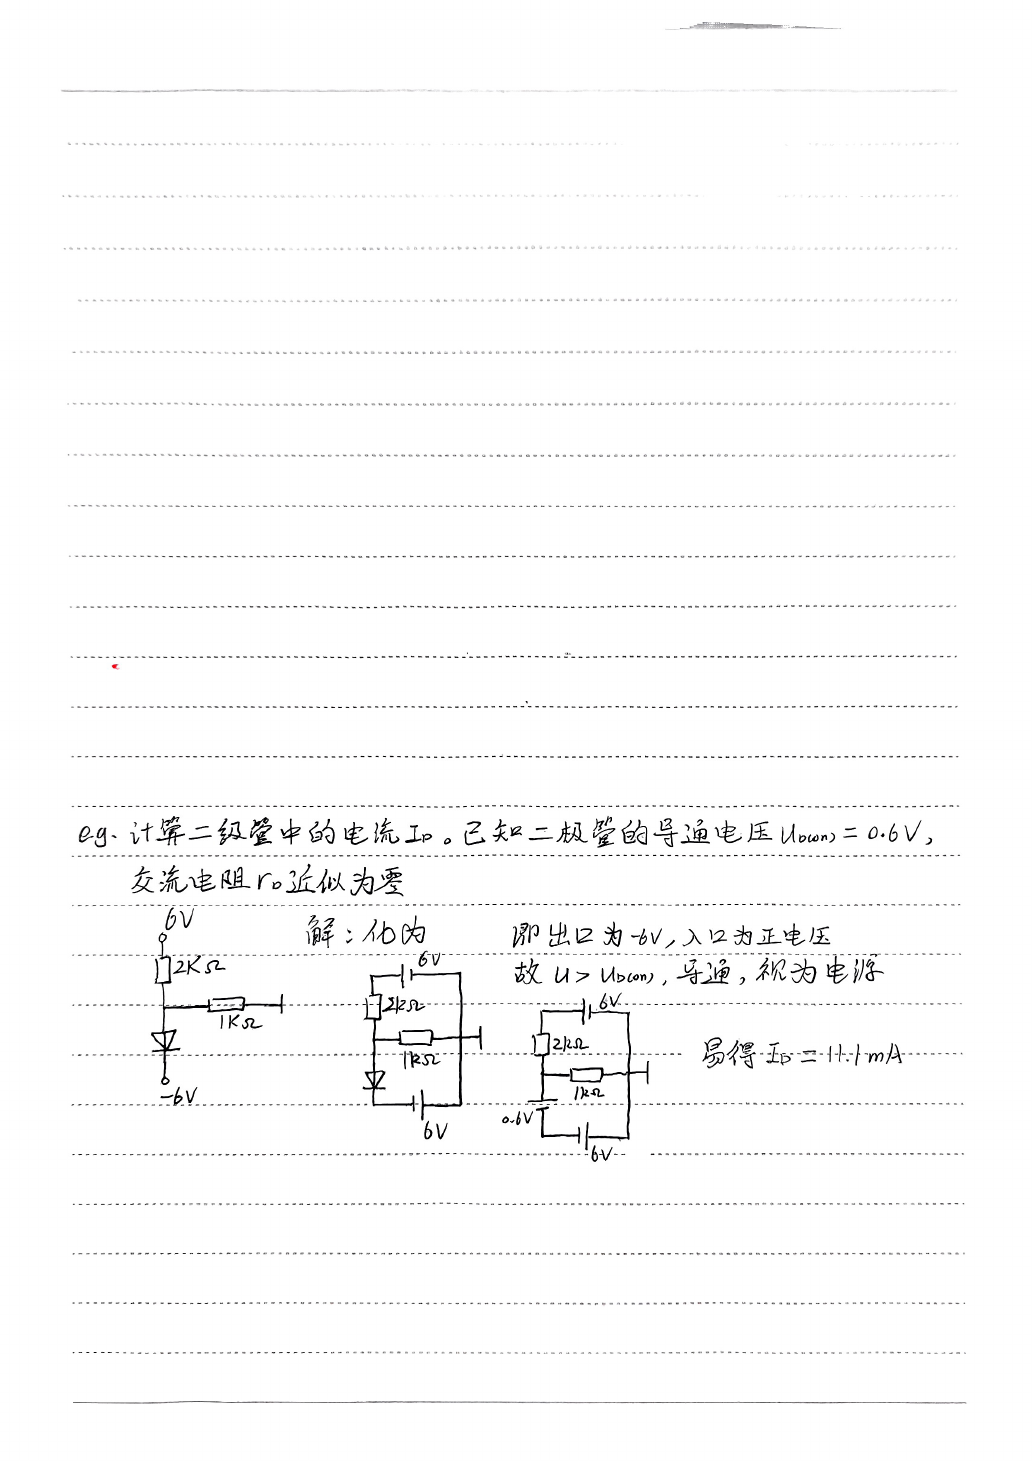 e.g. 计算二级管中的电流 I_D。已知二极管的导通电压 U_D(on) = 0.6V,
交流电阻 r_D 近似为零
6V
2KΩ
1KΩ
-6V
解：化为
6V
2kΩ
1kΩ
6V
即出口为-6V，入口为正电压
故 U > U_D(on)，导通，视为电源
6V
2kΩ
1kΩ
0.6V
6V
易得 I_D = 11.1mA